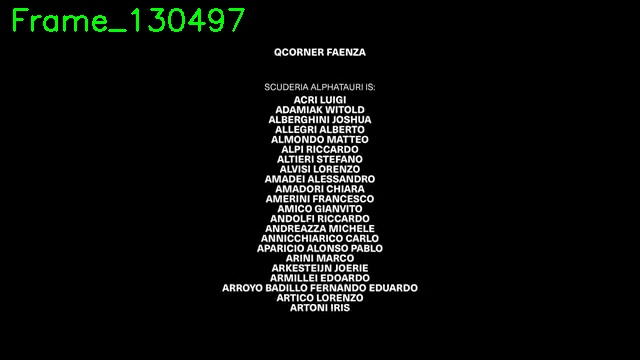 Frame_130497
QCORNER FAENZA
SCUDERIA ALPHATAURI IS:
ACRI LUIGI
ADAMIAK WITOLD
ALBERGHINI JOSHUA
ALLEGRI ALBERTO
ALMONDO MATTEO
ALPI RICCARDO
ALTIERI STEFANO
ALVISI LORENZO
AMADEI ALESSANDRO
AMADORI CHIARA
AMERINI FRANCESCO
AMICO GIANVITO
ANDOLFI RICCARDO
ANDREAZZA MICHELE
ANNICCHIARICO CARLO
APARICIO ALONSO PABLO
ARINI MARCO
ARKESTEIJN JOERIE
ARMILLEI EDOARDO
ARROYO BADILLO FERNANDO EDUARDO
ARTICO LORENZO
ARTONI IRIS